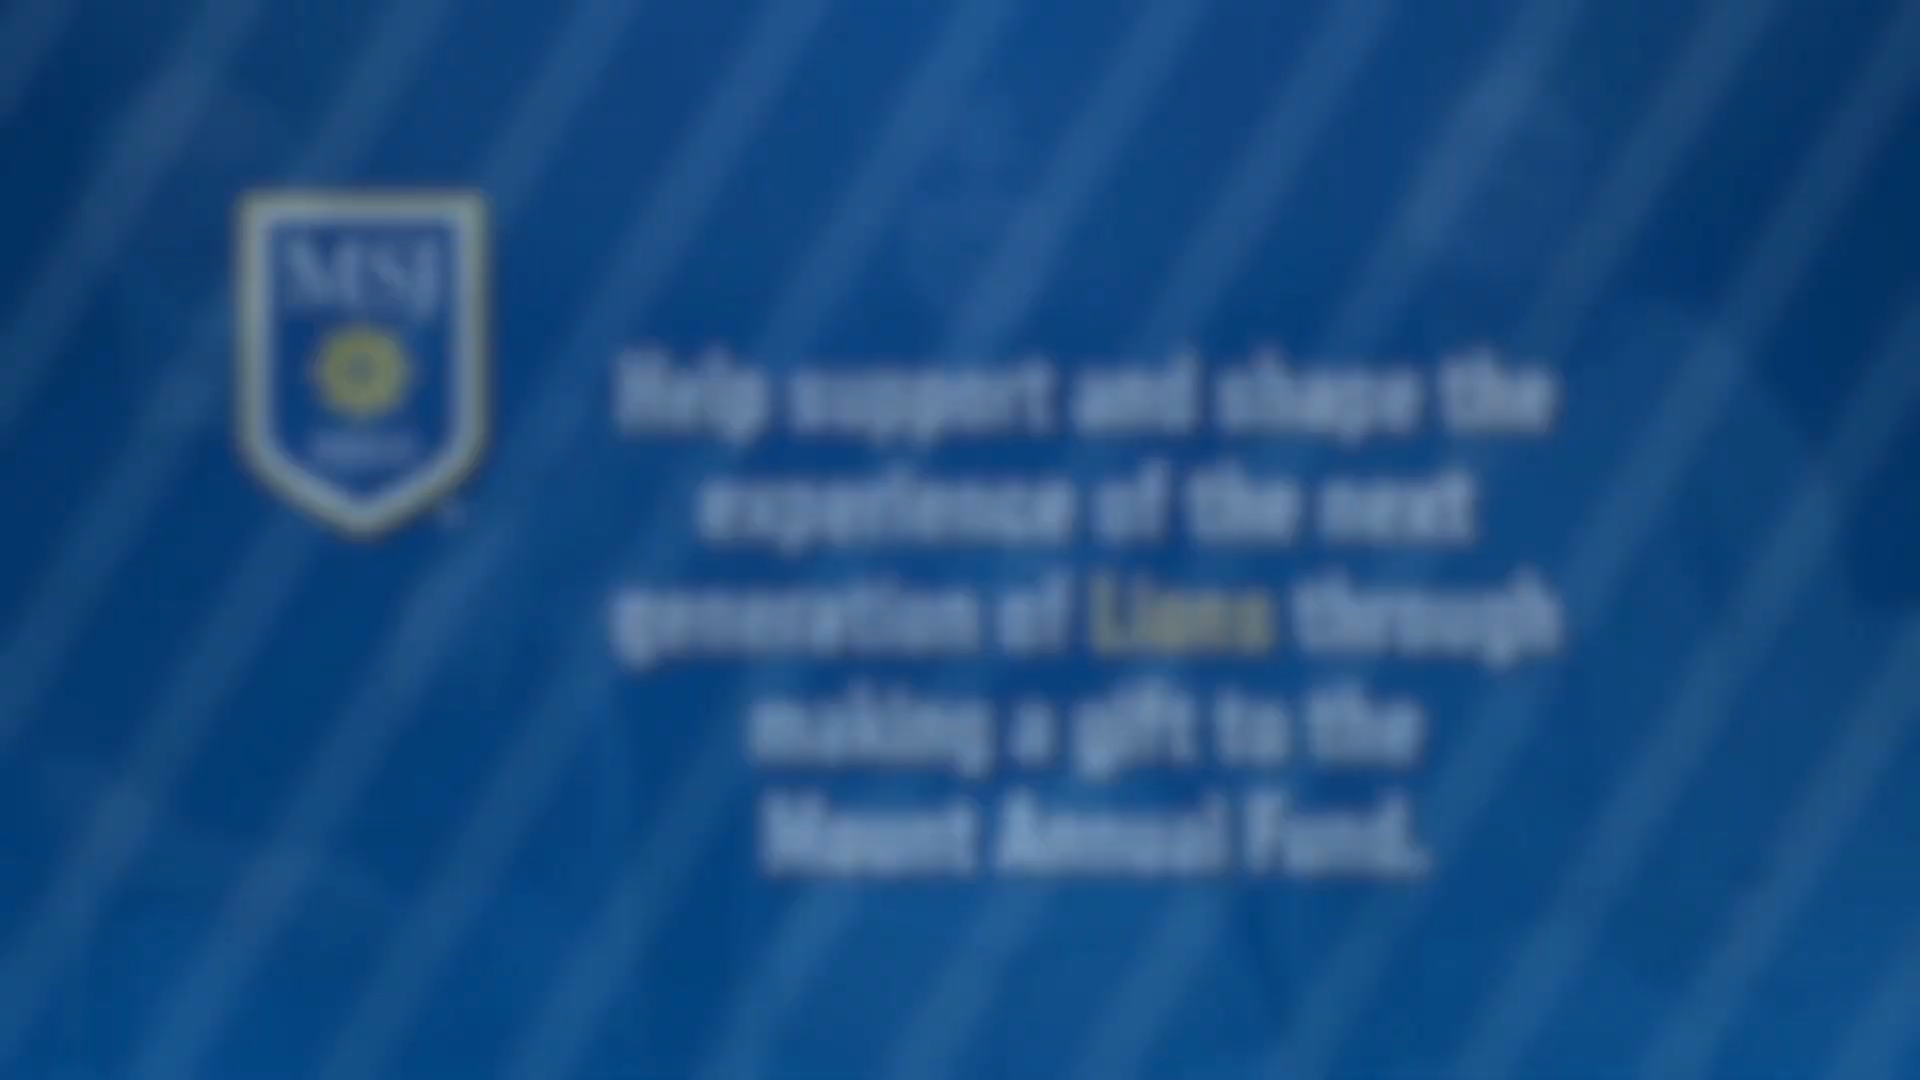 MSJ
Help support and shape the
experience of the next
generation of Lions through
making a gift to the
Mount Annual Fund.